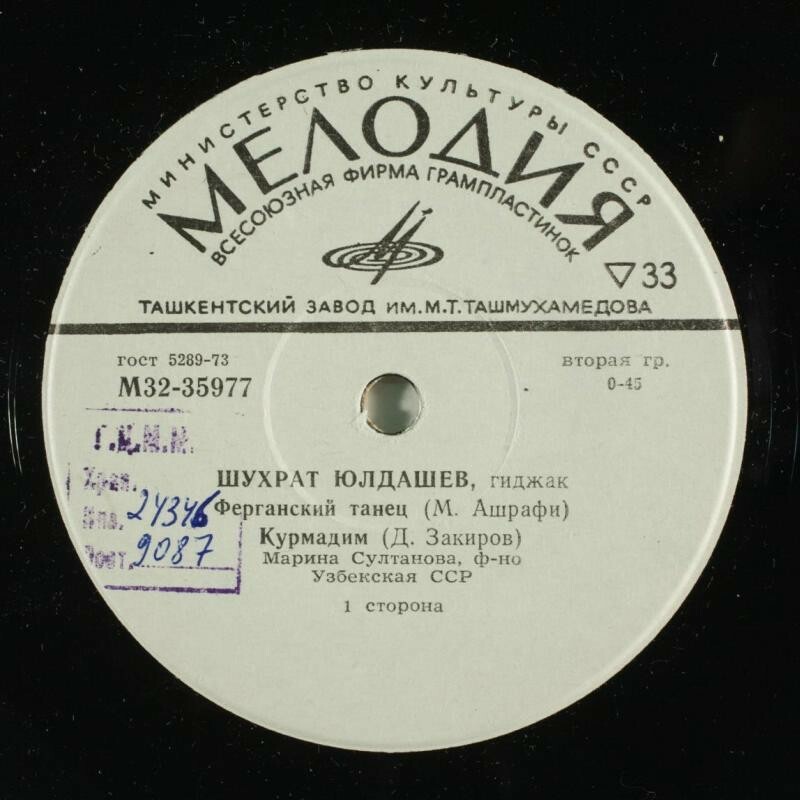 МИНИСТЕРСТВО КУЛЬТУРЫ СССР
МЕЛОДИЯ
ВСЕСОЮЗНАЯ ФИРМА ГРАМПЛАСТИНОК
33
ТАШКЕНТСКИЙ ЗАВОД ИМ.М.Т.ТАШМУХАМЕДОВА
гост 5289-73
вторая гр.
М32-35977
0-45
Г.Ц.М.М.
Хран.
Инв. 24346
Пост. 9087
ШУХРАТ ЮЛДАШЕВ, гиджак
Ферганский танец (М. Ашрафи)
Курмадим (Д. Закиров)
Марина Султанова, ф-но
Узбекская ССР
1 сторона